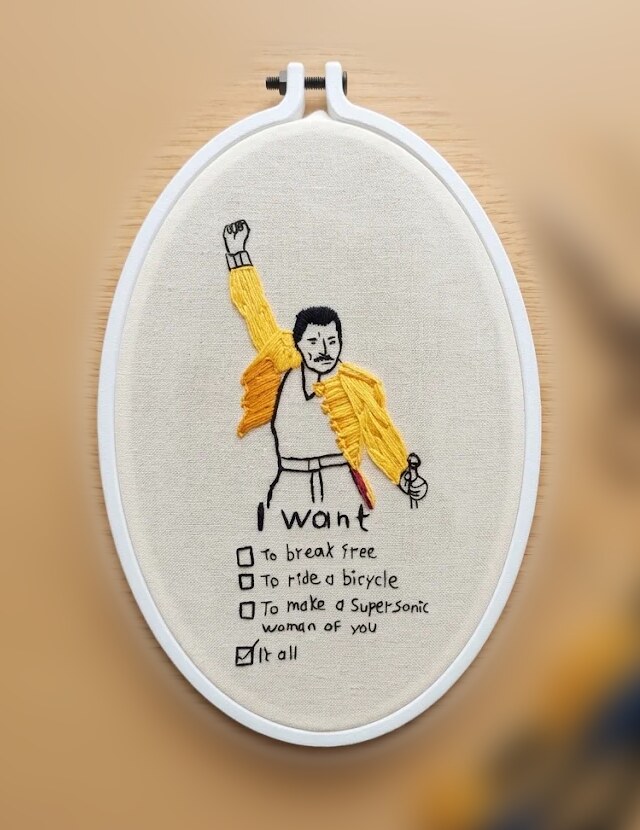 I want
To break free
To ride a bicycle
To make a Supersonic
woman of you
It all